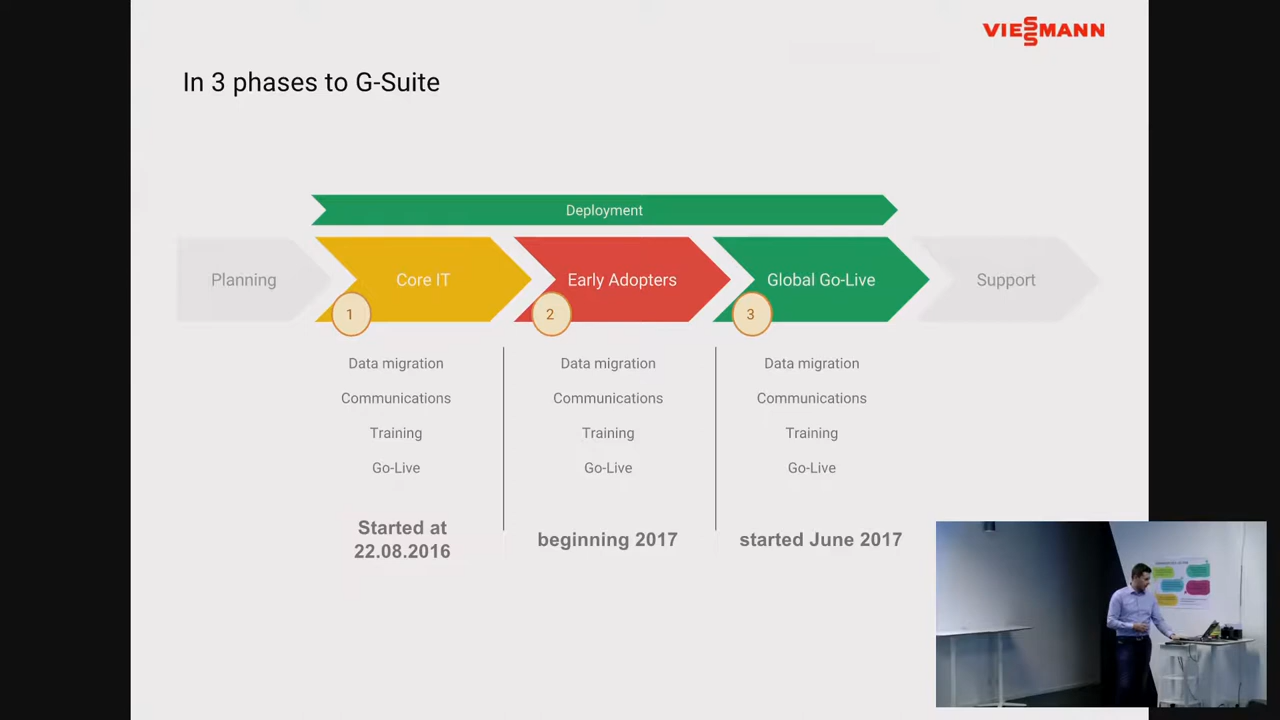 VIESSMANN
In 3 phases to G-Suite
Deployment
Planning
Core IT
Early Adopters
Global Go-Live
Support
1
2
3
Data migration
Communications
Training
Go-Live
Data migration
Communications
Training
Go-Live
Data migration
Communications
Training
Go-Live
Started at
22.08.2016
beginning 2017
started June 2017